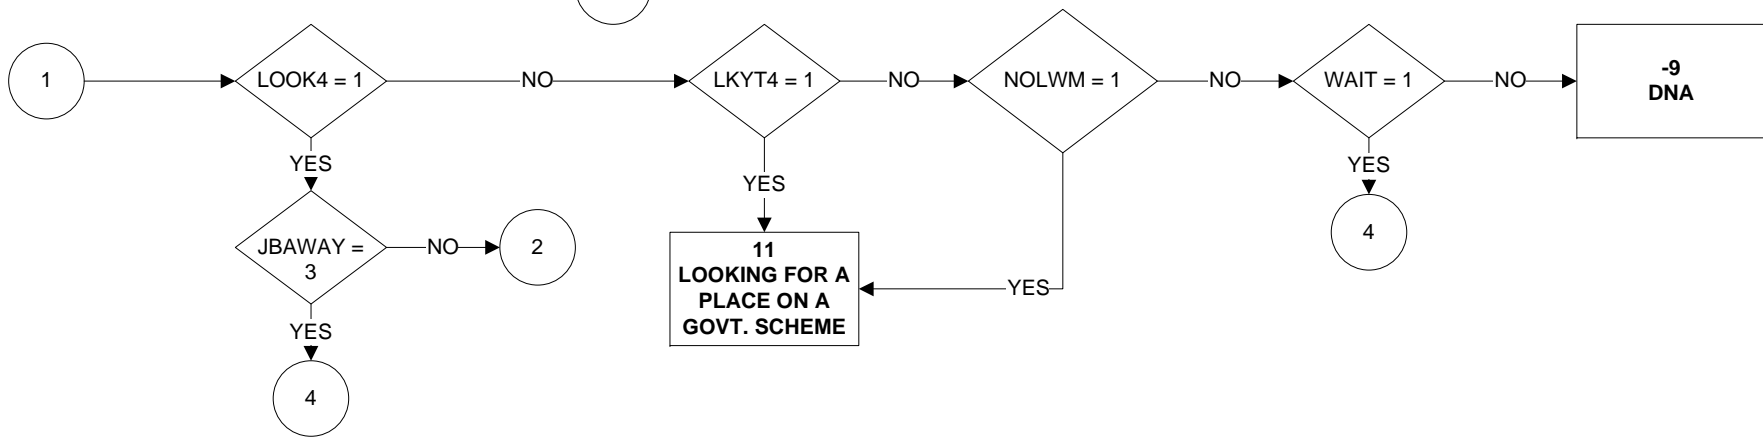 1
LOOK4 = 1
NO
LKYT4 = 1
NO
NOLWM = 1
NO
WAIT = 1
NO
-9
DNA
YES
YES
YES
JBAWAY =
3
NO
2
11
LOOKING FOR A
PLACE ON A
GOVT. SCHEME
YES
4
YES
4